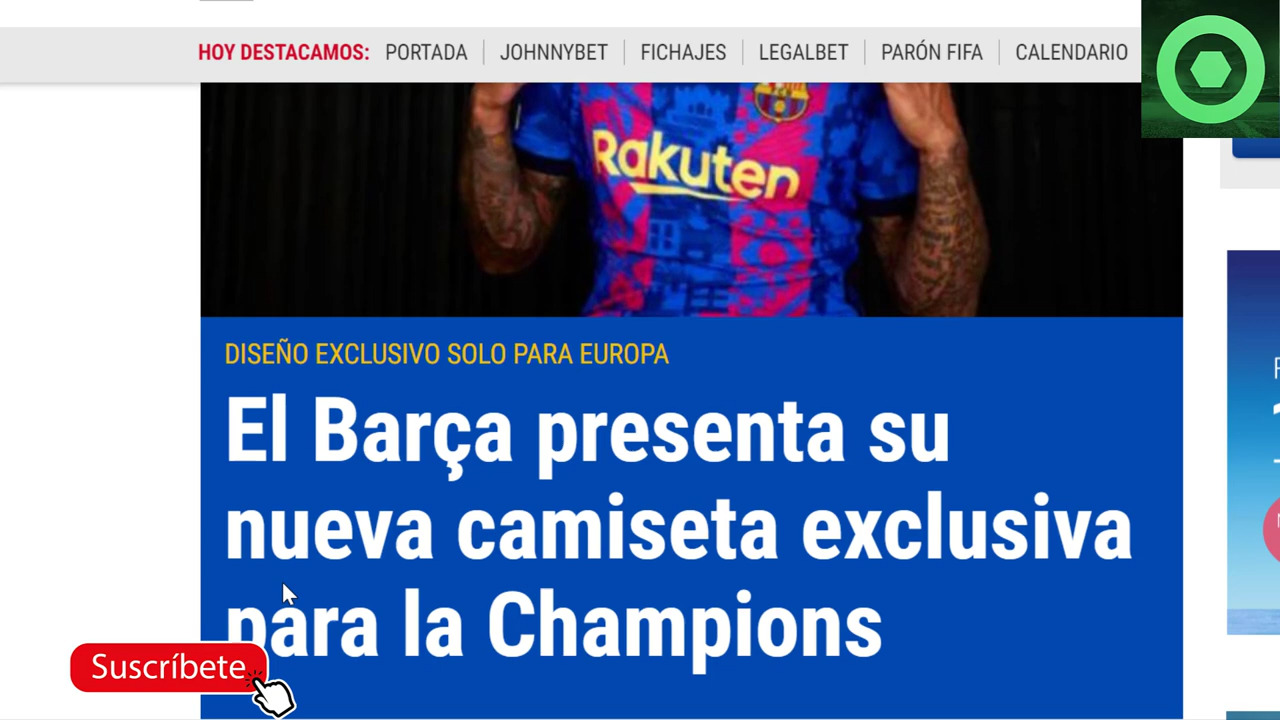 HOY DESTACAMOS: PORTADA JOHNNYBET FICHAJES LEGALBET PARÓN FIFA CALENDARIO
Rakuten
DISEÑO EXCLUSIVO SOLO PARA EUROPA
El Barça presenta su
nueva camiseta exclusiva
para la Champions
Suscríbete